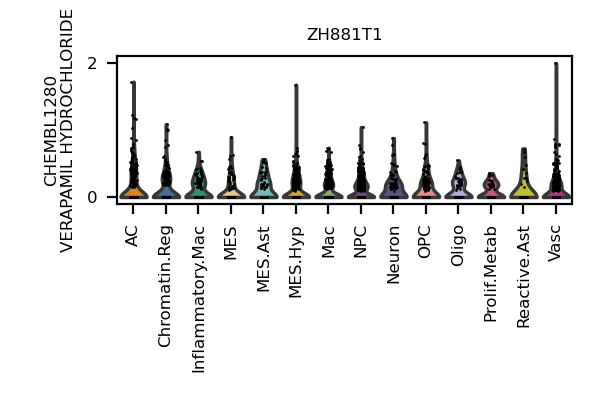 ZH881T1
CHEMBL1280
VERAPAMIL HYDROCHLORIDE
2
0
AC
Chromatin.Reg
Inflammatory.Mac
MES
MES.Ast
MES.Hyp
Mac
NPC
Neuron
OPC
Oligo
Prolif.Metab
Reactive.Ast
Vasc